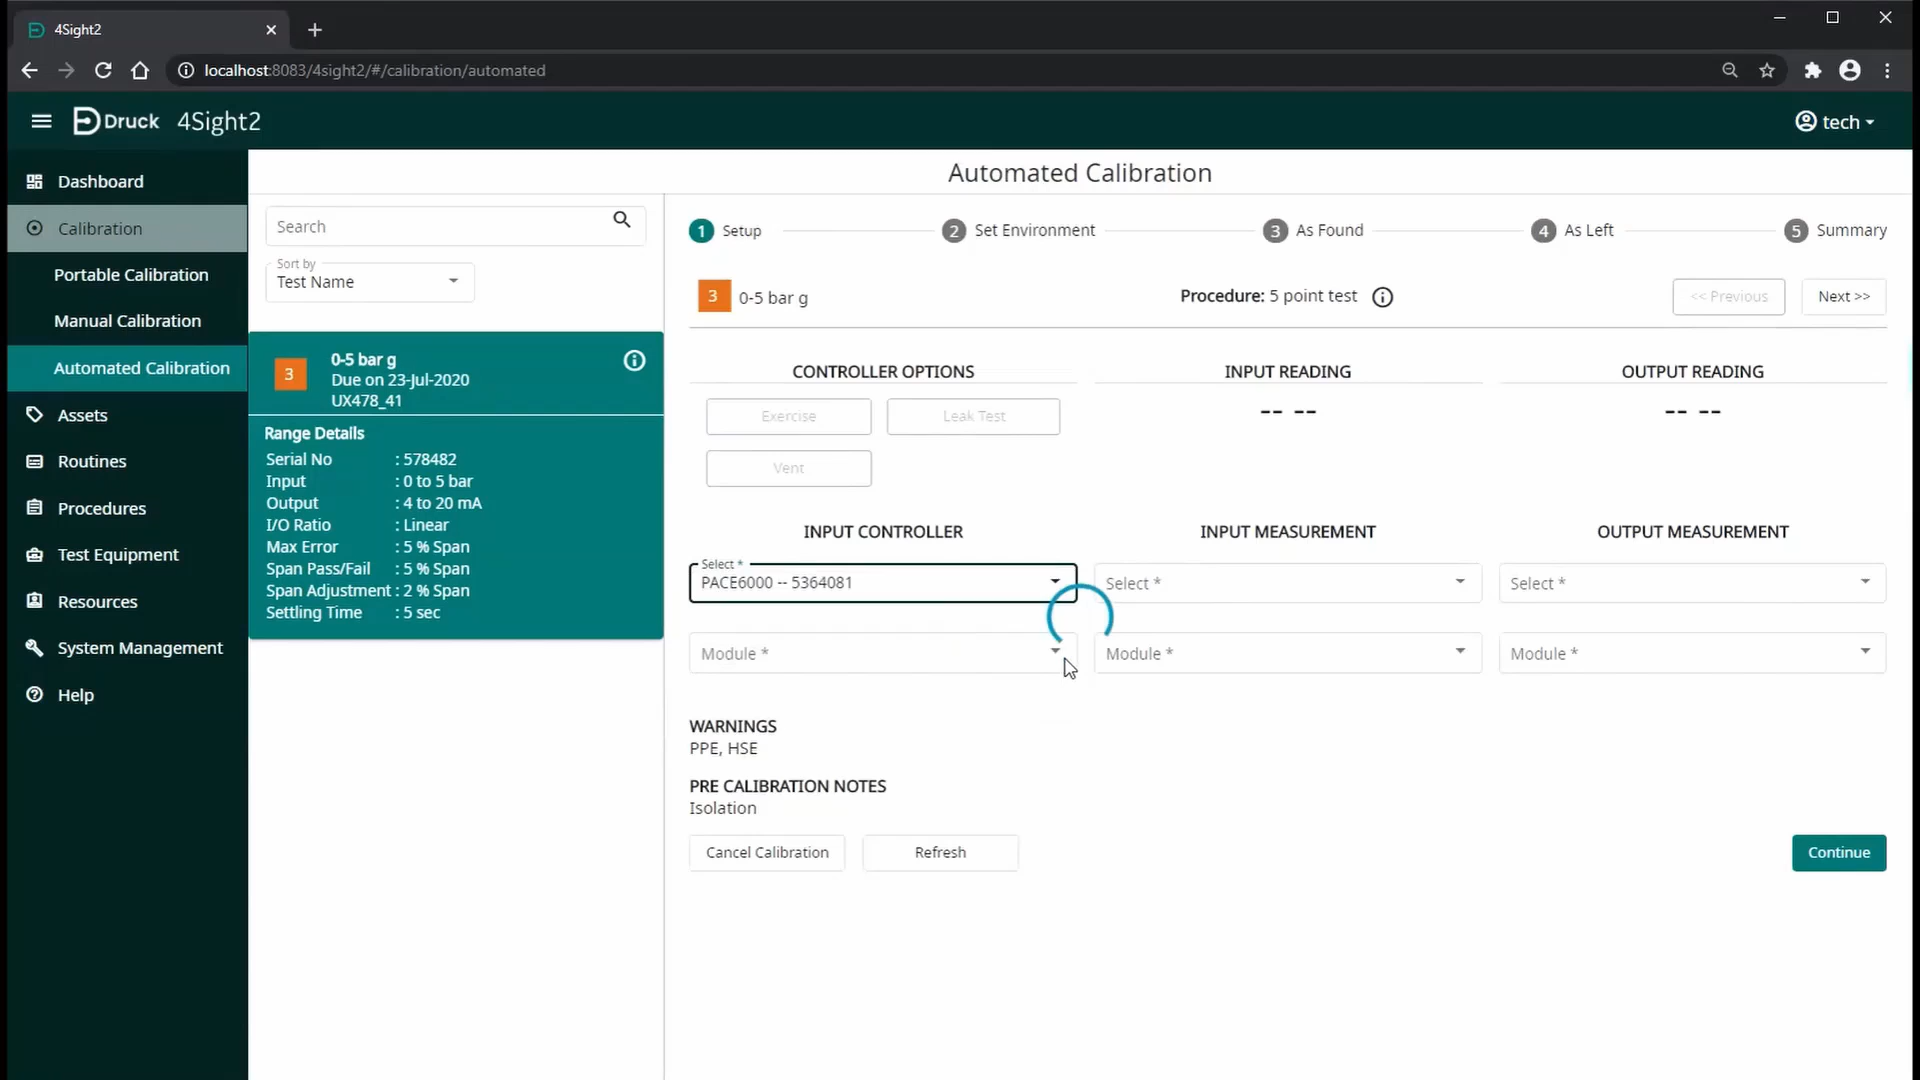 4Sight2
localhost:8083/4sight2/#/calibration/automated
Druck 4Sight2
tech
Dashboard
Calibration
Portable Calibration
Manual Calibration
Automated Calibration
Assets
Routines
Procedures
Test Equipment
Resources
System Management
Help
Automated Calibration
Search
Sort by
Test Name
3
0-5 bar g
Due on 23-Jul-2020
UX478_41
Range Details
Serial No : 578482
Input : 0 to 5 bar
Output : 4 to 20 mA
I/O Ratio : Linear
Max Error : 5 % Span
Span Pass/Fail : 5 % Span
Span Adjustment : 2 % Span
Settling Time : 5 sec
1 Setup 2 Set Environment 3 As Found 4 As Left 5 Summary
3 0-5 bar g Procedure: 5 point test << Previous Next >>
CONTROLLER OPTIONS INPUT READING OUTPUT READING
Exercise Leak Test -- -- -- --
Vent
INPUT CONTROLLER INPUT MEASUREMENT OUTPUT MEASUREMENT
Select *
PACE6000 -- 5364081 Select * Select *
Module * Module * Module *
WARNINGS
PPE, HSE
PRE CALIBRATION NOTES
Isolation
Cancel Calibration Refresh Continue